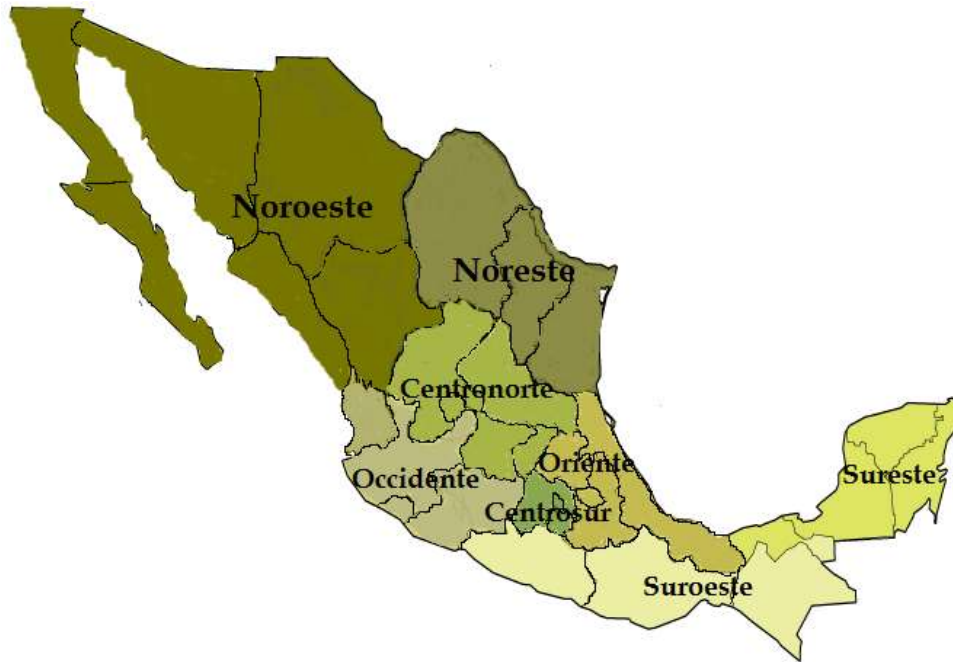 Noroeste
Noreste
Centronorte
Oriente
Sureste
Occidente
Centrosur
Suroeste